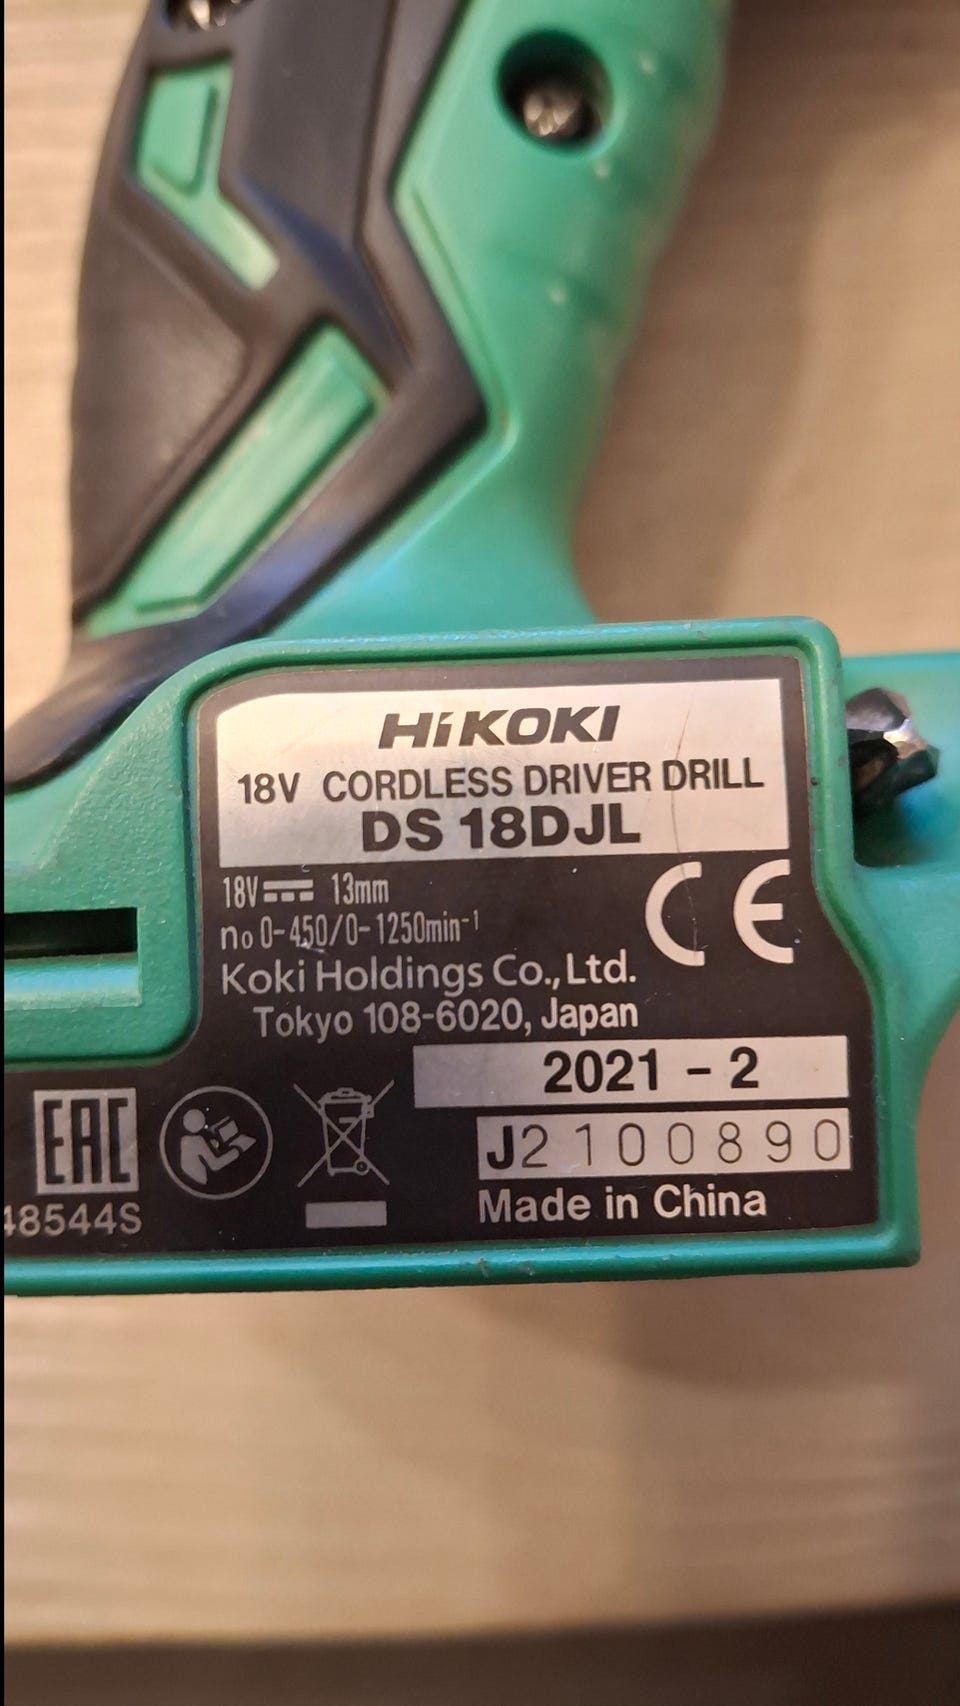 HiKOKI
18V CORDLESS DRIVER DRILL
DS 18DJL
18V⎓ 13mm
n₀ 0-450/0-1250min⁻¹
CE
Koki Holdings Co., Ltd.
Tokyo 108-6020, Japan
2021 - 2
EAC
J2100890
48544S
Made in China